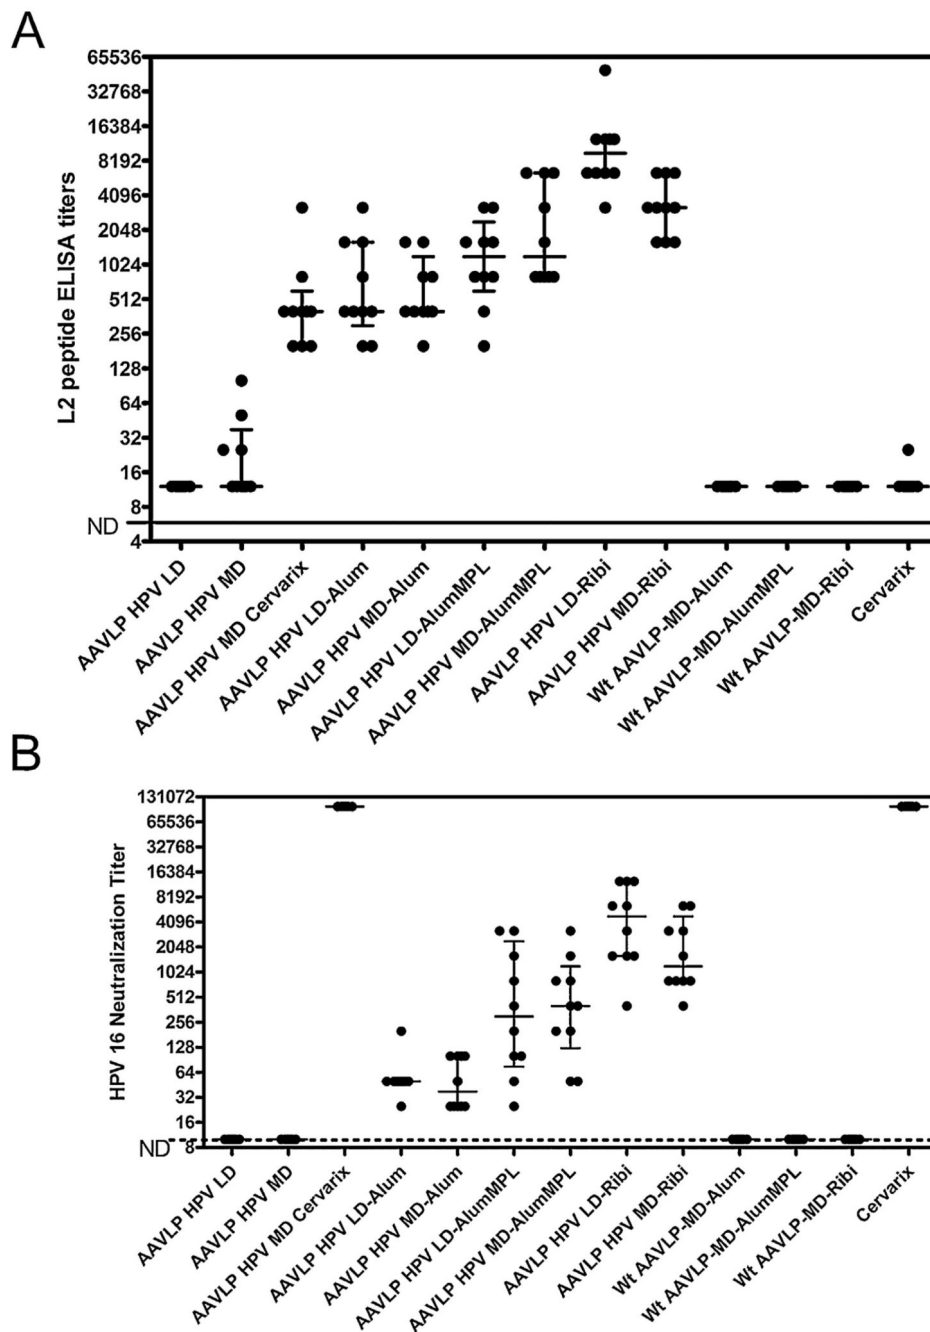 A
65536
32768
16384
8192
4096
2048
1024
512
256
128
64
32
16
8
ND
4
L2 peptide ELISA titers
AAVLP HPV LD
AAVLP HPV MD
AAVLP HPV MD Cervarix
AAVLP HPV LD-Alum
AAVLP HPV MD-Alum
AAVLP HPV LD-AlumMPL
AAVLP HPV MD-AlumMPL
AAVLP HPV LD-Ribi
AAVLP HPV MD-Ribi
Wt AAVLP-MD-Alum
Wt AAVLP-MD-AlumMPL
Wt AAVLP-MD-Ribi
Cervarix
B
131072
65536
32768
16384
8192
4096
2048
1024
512
256
128
64
32
16
ND
8
HPV 16 Neutralization Titer
AAVLP HPV LD
AAVLP HPV MD
AAVLP HPV MD Cervarix
AAVLP HPV LD-Alum
AAVLP HPV MD-Alum
AAVLP HPV LD-AlumMPL
AAVLP HPV MD-AlumMPL
AAVLP HPV LD-Ribi
AAVLP HPV MD-Ribi
Wt AAVLP-MD-Alum
Wt AAVLP-MD-AlumMPL
Wt AAVLP-MD-Ribi
Cervarix